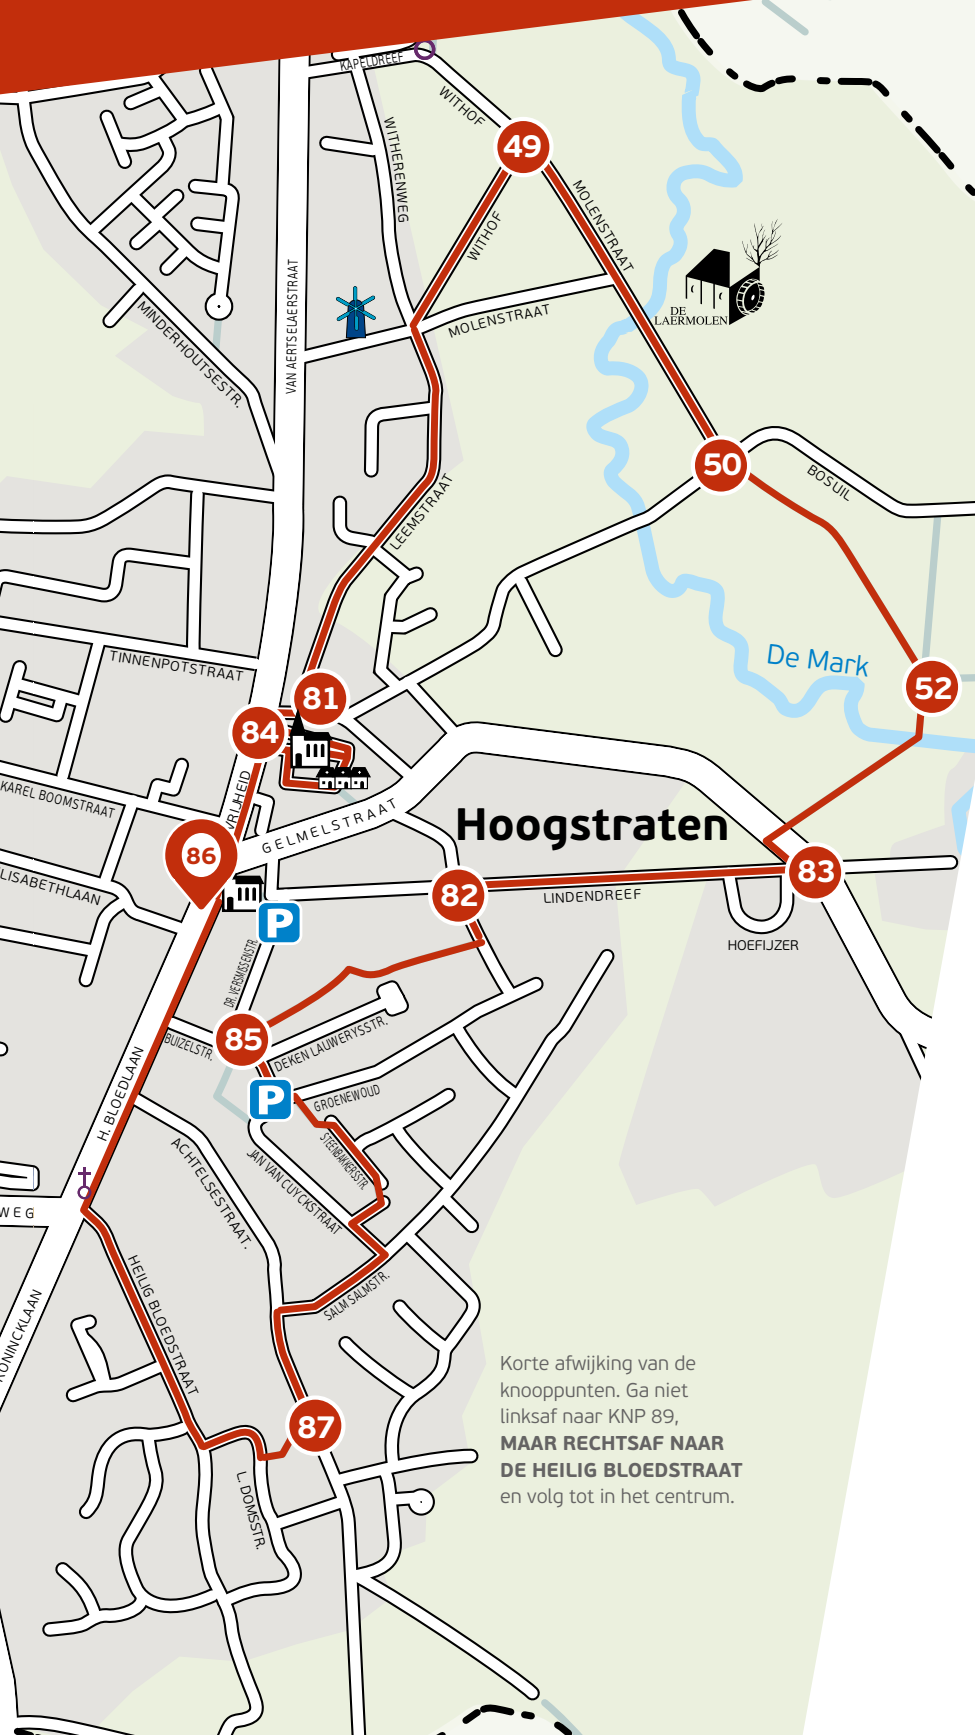 KAPELDREEF
WITHOF
49
WITHERENWEG
WITHOF
MOLENSTRAAT
VAN AERTSELAERSTRAAT
MINDERHOUTSESTR.
MOLENSTRAAT
DE
LAERMOLEN
50
BOSUIL
LEEMSTRAAT
TINNENPOTSTRAAT
De Mark
52
81
84
KAREL BOOMSTRAAT
VRIJHEID
GELMELSTRAAT
Hoogstraten
86
83
LISABETHLAAN
82
LINDENDREEF
P
HOEFIJZER
DR. VERSMISSENSTR.
BUIZELSTR.
85
DEKEN LAUWERYSSTR.
P
GROENEWOUD
H. BLOEDLAAN
STEENBAKKERSSTR.
ACHTELSESTRAAT.
JAN VAN CUYCKSTRAAT
WEG
HEILIG BLOEDSTRAAT
SALM SALMSTR.
ONINCKLAAN
87
L. DOMSSTR.
Korte afwijking van de
knooppunten. Ga niet
linksaf naar KNP 89,
MAAR RECHTSAF NAAR
DE HEILIG BLOEDSTRAAT
en volg tot in het centrum.